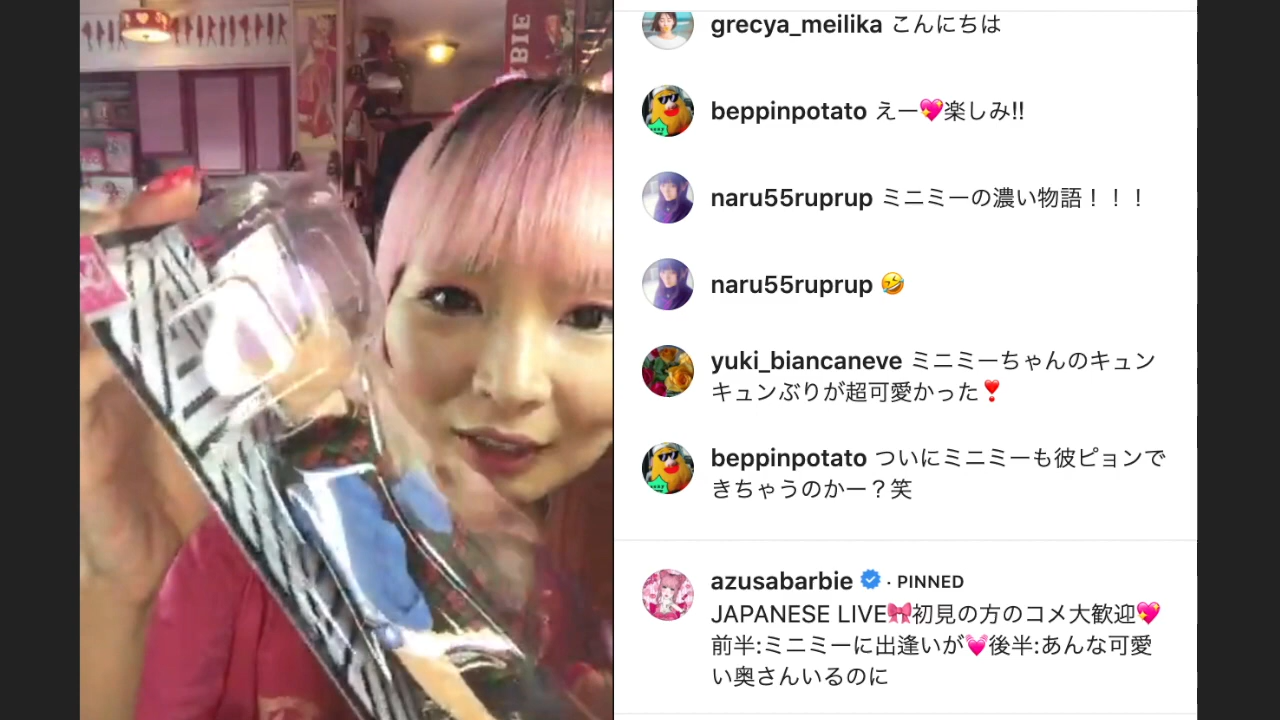 BIE
grecya_meilika こんにちは
beppinpotato えー💖楽しみ!!
naru55ruprup ミニミーの濃い物語！！！
naru55ruprup 🤣
yuki_biancaneve ミニミーちゃんのキュン
キュンぶりが超可愛かった❣️
beppinpotato ついにミニミーも彼ピョンで
きちゃうのかー？笑
azusabarbie · PINNED
JAPANESE LIVE🎀初見の方のコメ大歓迎💖
前半:ミニミーに出逢いが💓後半:あんな可愛
い奥さんいるのに